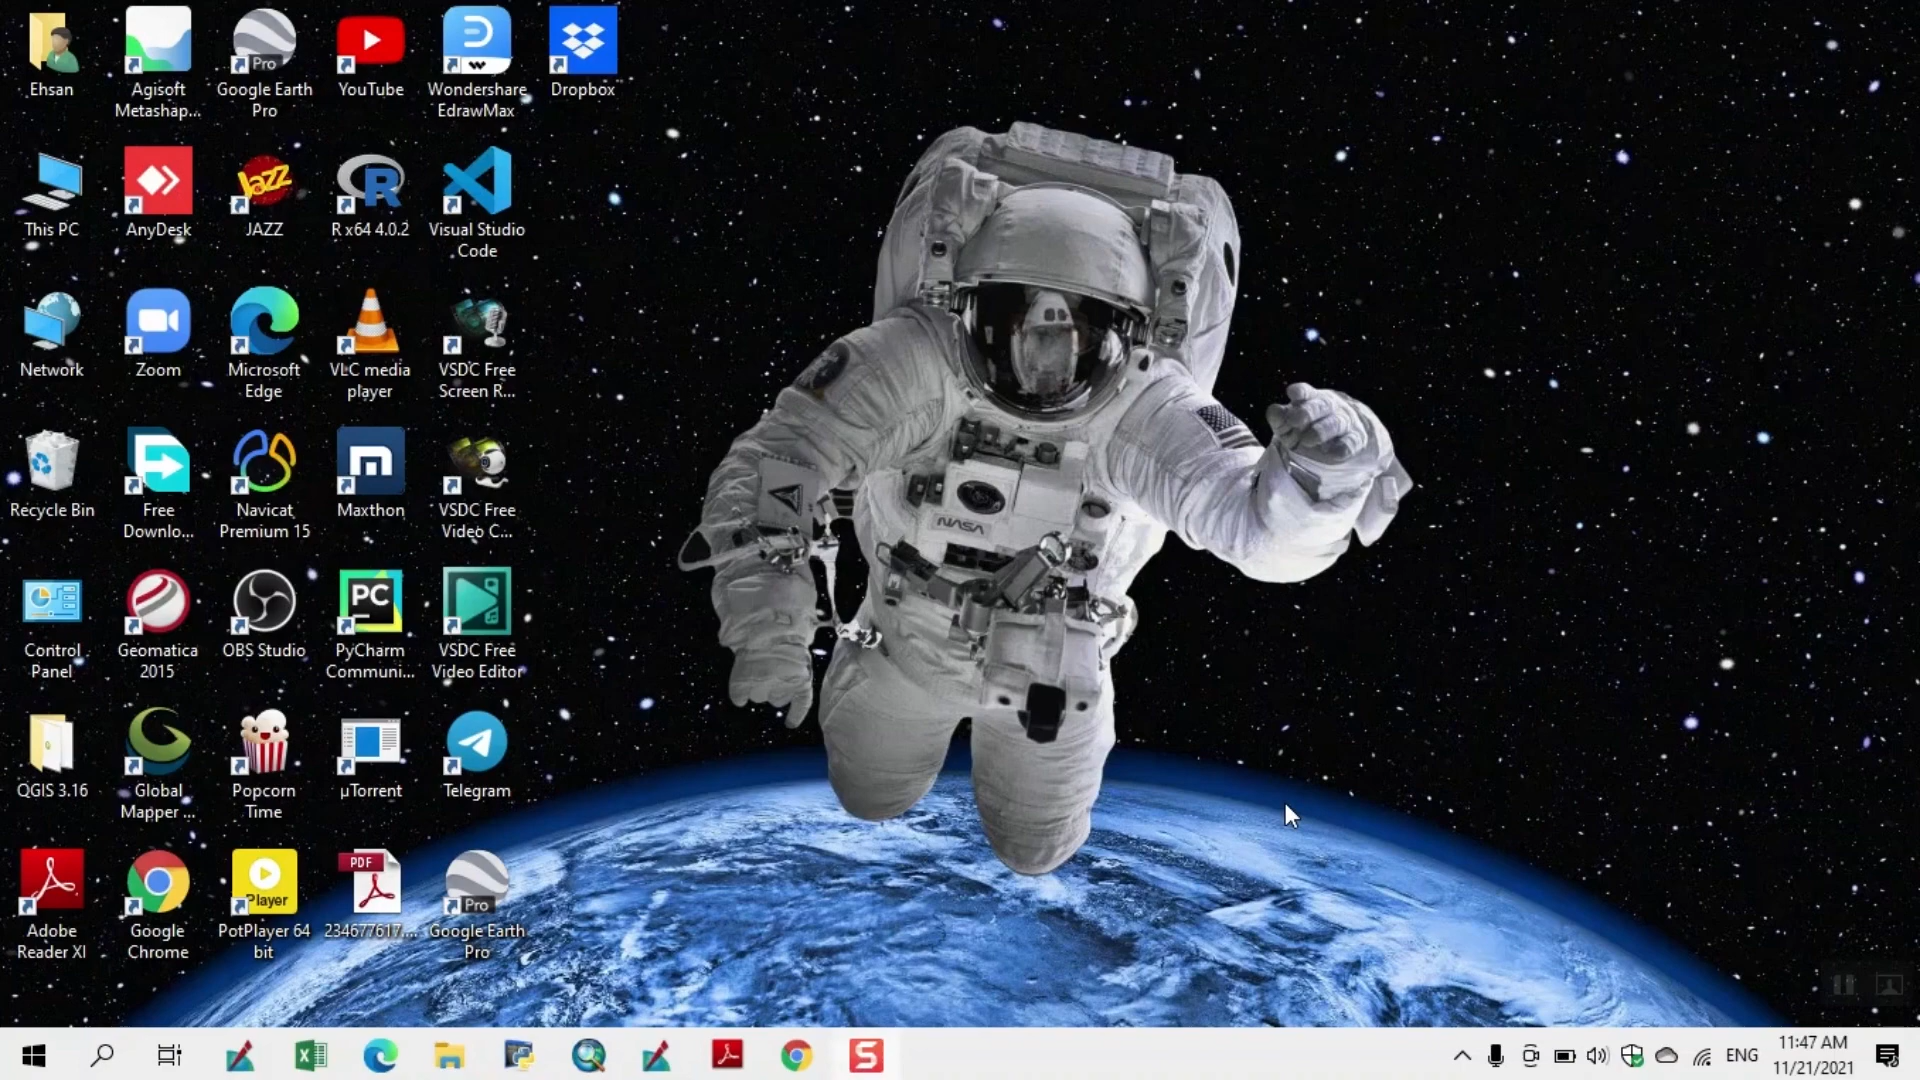 Ehsan
Agisoft
Metashap...
Pro
Google Earth
Pro
YouTube
Wondershare
EdrawMax
Dropbox
This PC
AnyDesk
Jazz
JAZZ
R
R x64 4.0.2
Visual Studio
Code
Network
Zoom
Microsoft
Edge
VLC media
player
VSDC Free
Screen R...
Recycle Bin
Free
Downlo...
Navicat
Premium 15
Maxthon
VSDC Free
Video C...
NASA
Control
Panel
Geomatica
2015
OBS Studio
PC
PyCharm
Communi...
VSDC Free
Video Editor
QGIS 3.16
Global
Mapper ...
Popcorn
Time
µTorrent
Telegram
Adobe
Reader XI
Google
Chrome
Player
PotPlayer 64
bit
PDF
234677617....
Pro
Google Earth
Pro
ENG
11:47 AM
11/21/2021